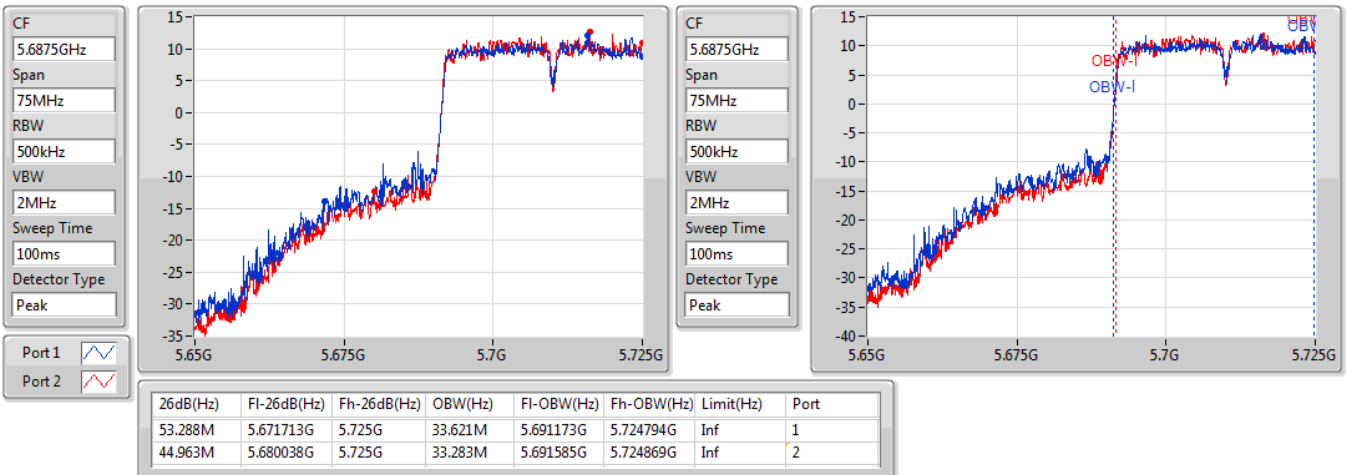 CF
5.6875GHz
Span
75MHz
RBW
500kHz
VBW
2MHz
Sweep Time
100ms
Detector Type
Peak
Port 1
Port 2
15
10
5
0
-5
-10
-15
-20
-25
-30
-35
5.65G 5.675G 5.7G 5.725G
CF
5.6875GHz
Span
75MHz
RBW
500kHz
VBW
2MHz
Sweep Time
100ms
Detector Type
Peak
15
10
5
0
-5
-10
-15
-20
-25
-30
-35
-40
5.65G 5.675G 5.7G 5.725G
OBW-l
OBW-l
OBW
26dB(Hz) Fl-26dB(Hz) Fh-26dB(Hz) OBW(Hz) Fl-OBW(Hz) Fh-OBW(Hz) Limit(Hz) Port
53.288M 5.671713G 5.725G 33.621M 5.691173G 5.724794G Inf 1
44.963M 5.680038G 5.725G 33.283M 5.691585G 5.724869G Inf 2